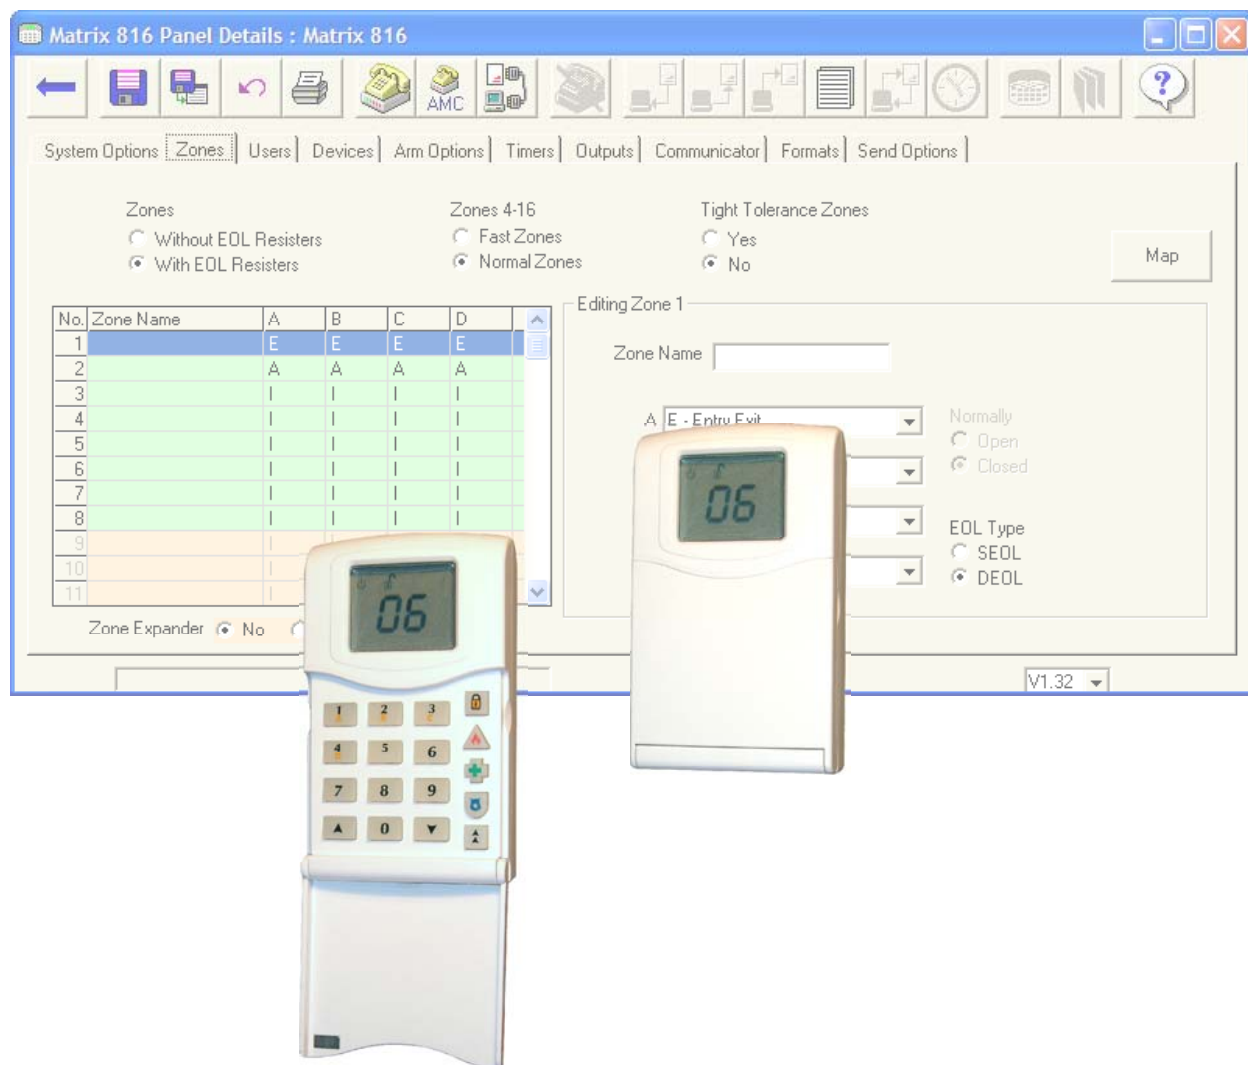 Matrix 816 Panel Details : Matrix 816
AMC
System Options Zones Users Devices Arm Options Timers Outputs Communicator Formats Send Options
Zones Zones 4-16 Tight Tolerance Zones
Without EOL Resisters Fast Zones Yes
With EOL Resisters Normal Zones No
Map
Editing Zone 1
No. Zone Name A B C D
1 E E E E
2 A A A A
3 I I I I
4 I I I I
5 I I I I
6 I I I I
7 I I I I
8 I I I I
9 I
10 I
11 I
Zone Name
A E - Entry Exit
Normally
Open
Closed
EOL Type
SEOL
DEOL
Zone Expander No
V1.32
06
06
1 2 3
4 5 6
7 8 9
0